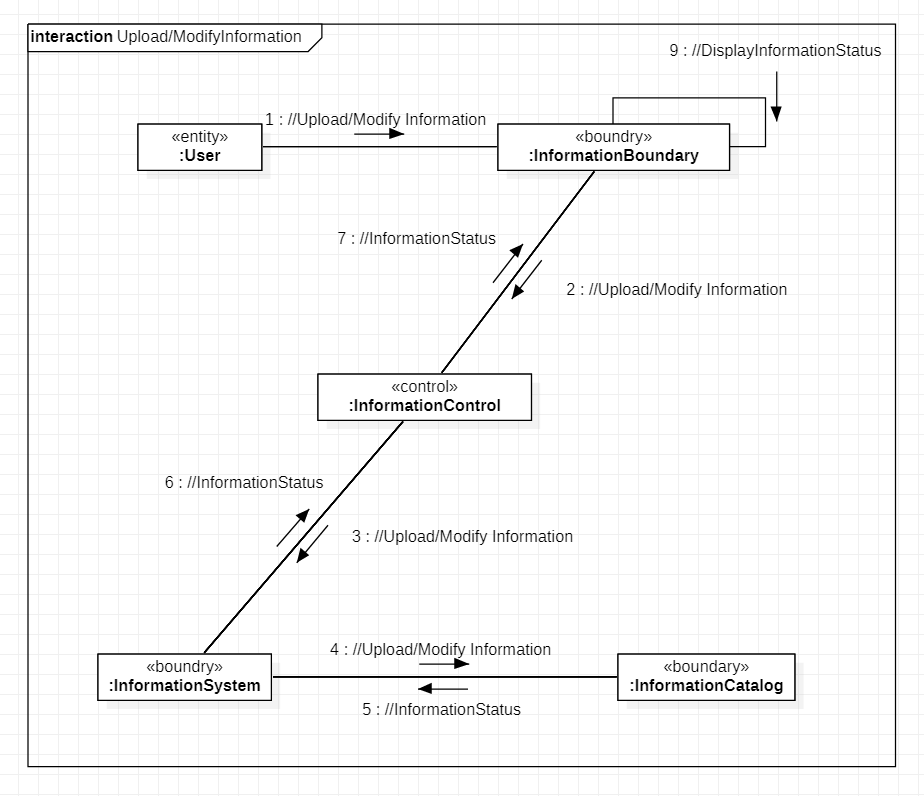 interaction Upload/ModifyInformation
9 : //DisplayInformationStatus
1 : //Upload/Modify Information
«entity»
:User
«boundry»
:InformationBoundary
7 : //InformationStatus
2 : //Upload/Modify Information
«control»
:InformationControl
6 : //InformationStatus
3 : //Upload/Modify Information
4 : //Upload/Modify Information
«boundry»
:InformationSystem
«boundary»
:InformationCatalog
5 : //InformationStatus